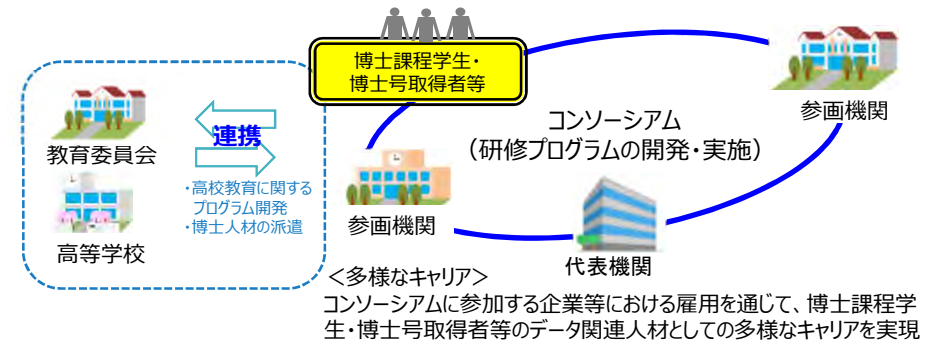 博士課程学生・
博士号取得者等
教育委員会
高等学校
連携
・高校教育に関する
プログラム開発
・博士人材の派遣
コンソーシアム
（研修プログラムの開発・実施）
参画機関
参画機関
代表機関
＜多様なキャリア＞
コンソーシアムに参加する企業等における雇用を通じて、博士課程学
生・博士号取得者等のデータ関連人材としての多様なキャリアを実現